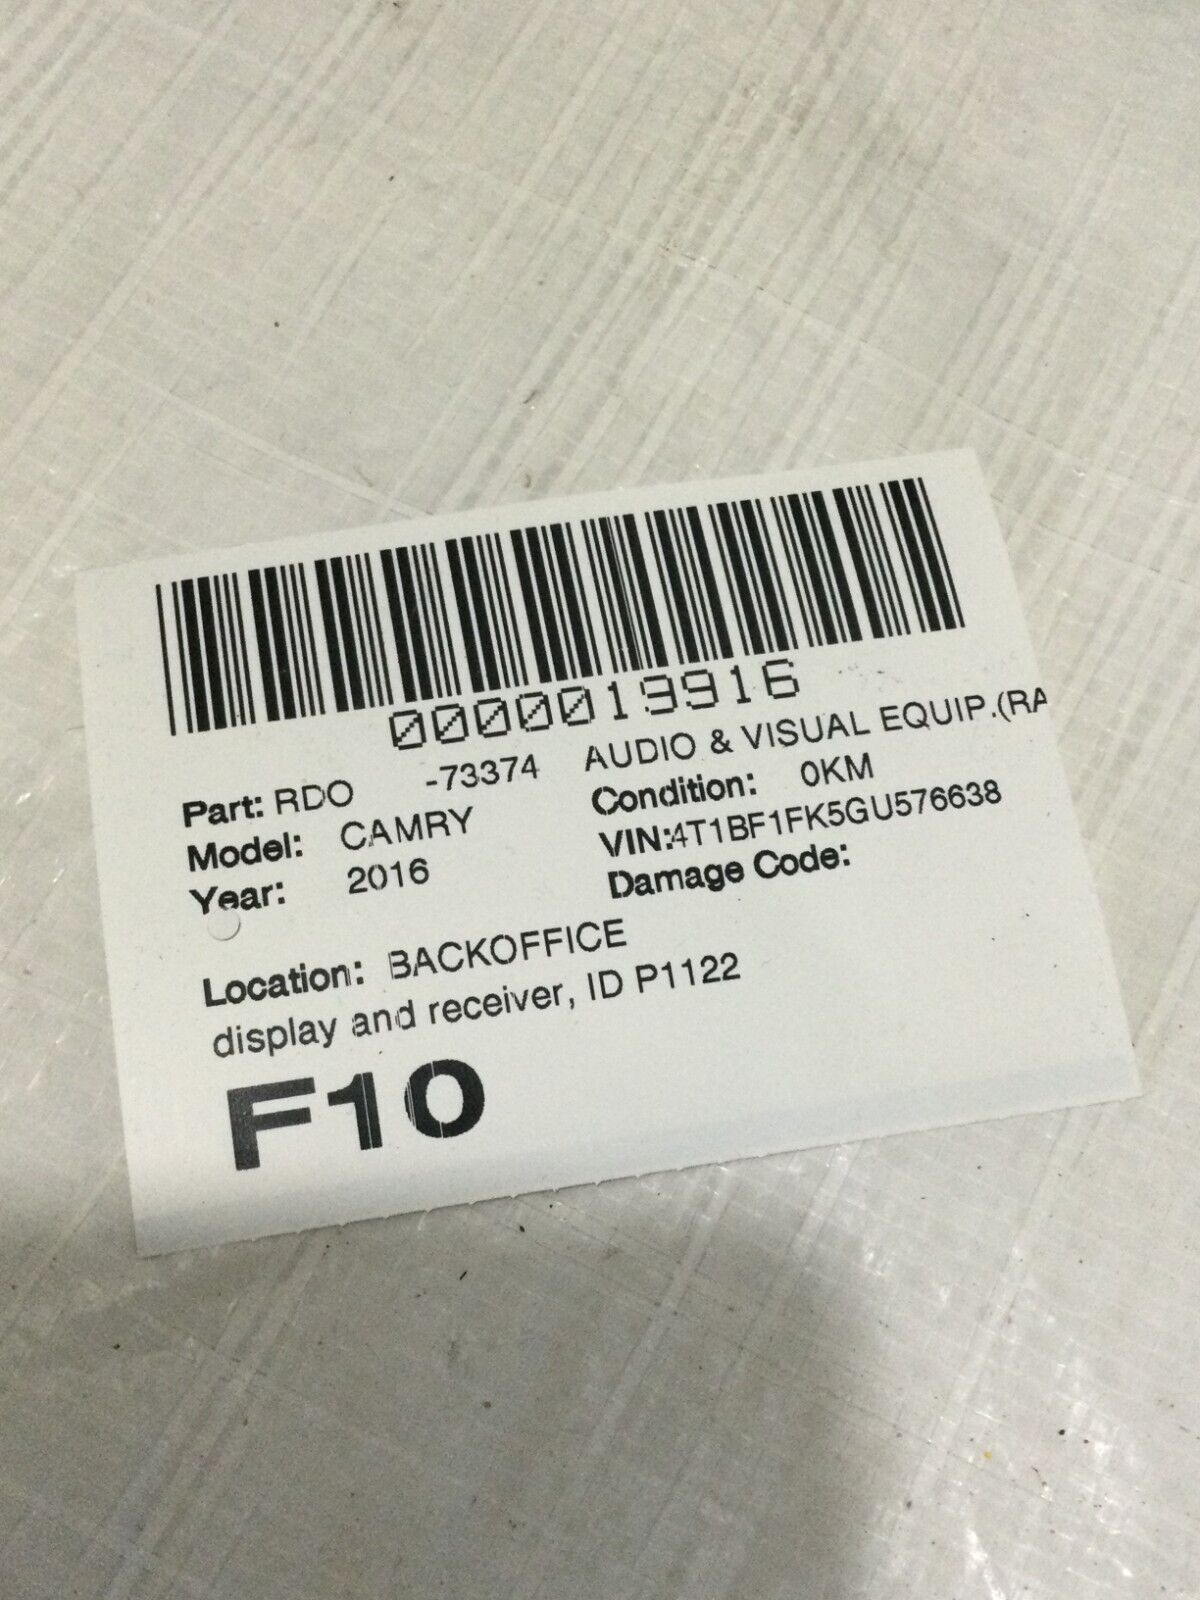 0000019916
Part: RDO -73374 AUDIO & VISUAL EQUIP.(RA
Model: CAMRY Condition: 0KM
Year: 2016 VIN:4T1BF1FK5GU576638
Damage Code:
Location: BACKOFFICE
display and receiver, ID P1122
F10